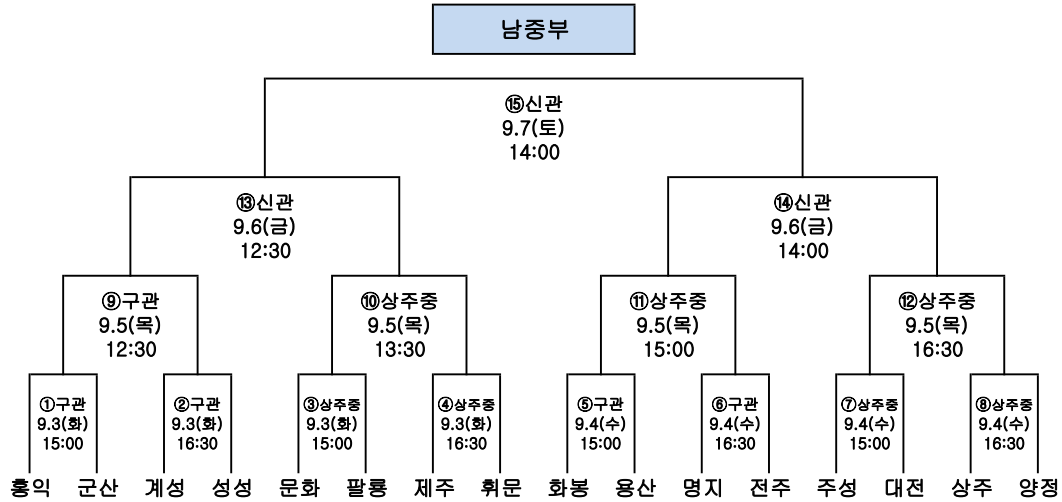 남중부
⑮신관
9.7(토)
14:00
⑬신관
9.6(금)
12:30
⑭신관
9.6(금)
14:00
⑨구관
9.5(목)
12:30
⑩상주중
9.5(목)
13:30
⑪상주중
9.5(목)
15:00
⑫상주중
9.5(목)
16:30
①구관
9.3(화)
15:00
②구관
9.3(화)
16:30
③상주중
9.3(화)
15:00
④상주중
9.3(화)
16:30
⑤구관
9.4(수)
15:00
⑥구관
9.4(수)
16:30
⑦상주중
9.4(수)
15:00
⑧상주중
9.4(수)
16:30
홍익 군산 계성 성성 문화 팔룡 제주 휘문 화봉 용산 명지 전주 주성 대전 상주 양정